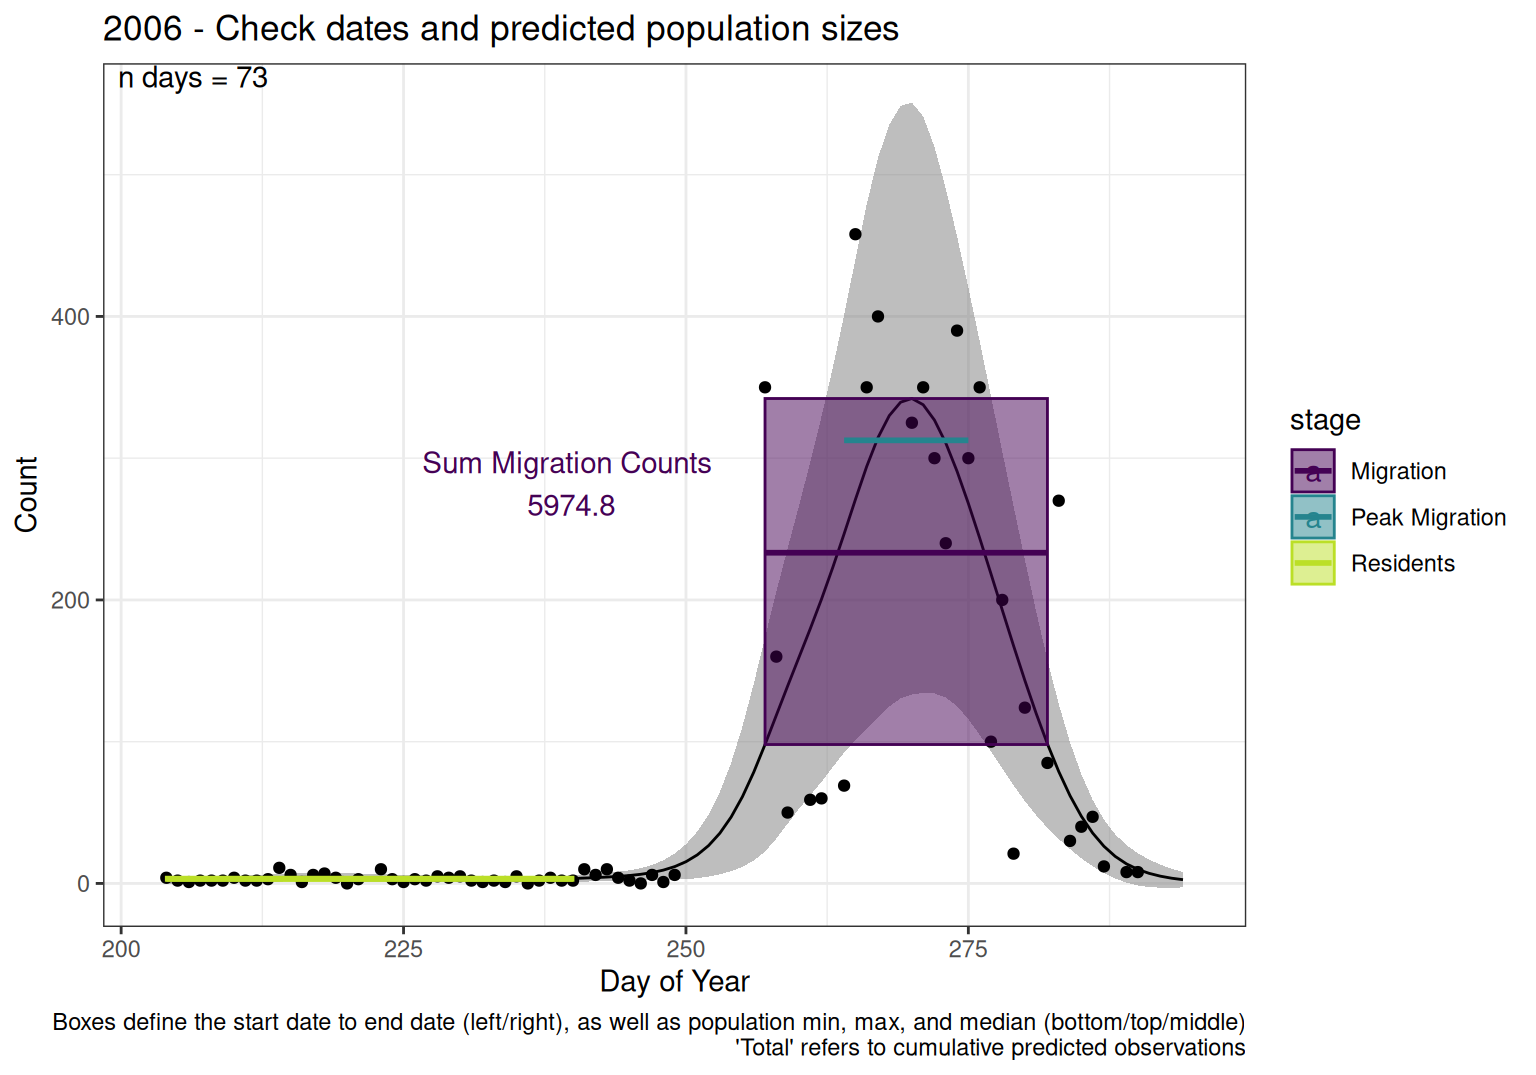 2006 - Check dates and predicted population sizes
n days = 73
Count
400
200
0
Sum Migration Counts
5974.8
200
225
250
275
Day of Year
stage
a Migration
a Peak Migration
Residents
Boxes define the start date to end date (left/right), as well as population min, max, and median (bottom/top/middle)
'Total' refers to cumulative predicted observations